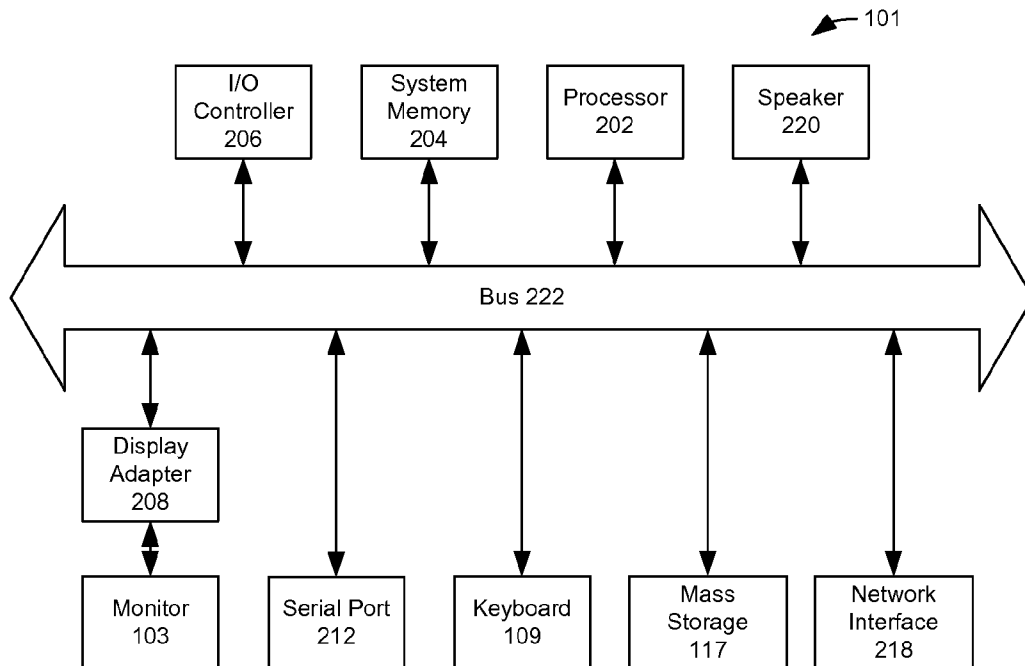 101
I/O
Controller
206
System
Memory
204
Processor
202
Speaker
220
Bus 222
Display
Adapter
208
Monitor
103
Serial Port
212
Keyboard
109
Mass
Storage
117
Network
Interface
218